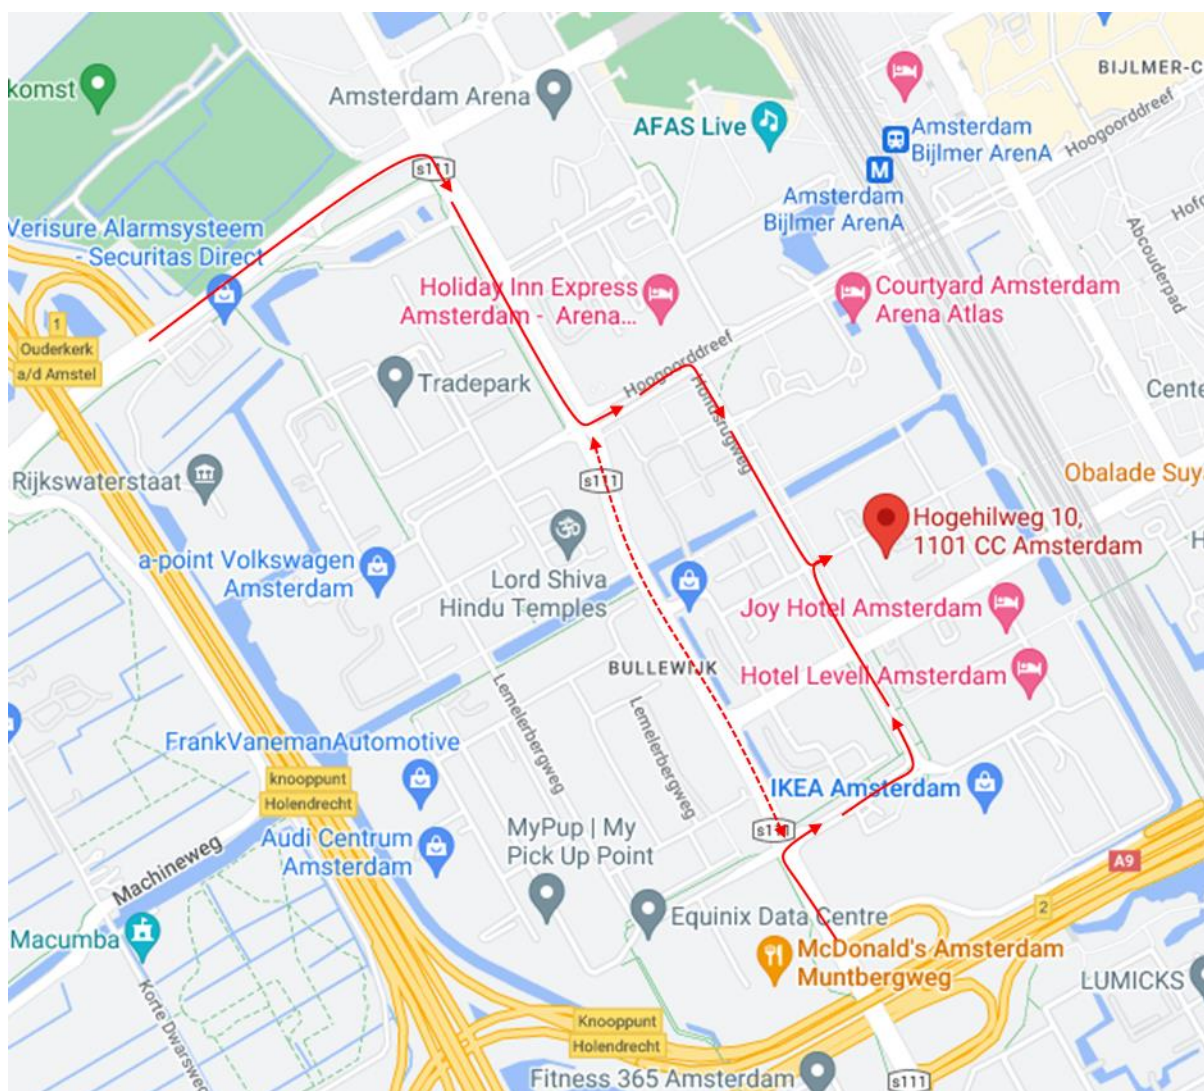 BIJLMER-C
komst
Amsterdam Arena
AFAS Live
Amsterdam
Bijlmer ArenA
Hoogoorddreef
M
Amsterdam
Bijlmer ArenA
s111
Verisure Alarmsysteem
- Securitas Direct
Abcouderpad
Hofo
Holiday Inn Express
Amsterdam - Arena...
Courtyard Amsterdam
Arena Atlas
1
Ouderkerk
a/d Amstel
Tradepark
Hoogoorddreef
Hondsrugweg
Cente
Rijkswaterstaat
s111
Obalade Suya
Hogehilweg 10,
1101 CC Amsterdam
H
a-point Volkswagen
Amsterdam
Lord Shiva
Hindu Temples
Joy Hotel Amsterdam
BULLEWIJK
Hotel Levell Amsterdam
Lemelerbergweg
Lemelerbergweg
FrankVanemanAutomotive
knooppunt
Holendrecht
IKEA Amsterdam
Audi Centrum
Amsterdam
MyPup | My
Pick Up Point
s111
Machineweg
A9
2
Equinix Data Centre
Macumba
McDonald's Amsterdam
Muntbergweg
LUMICKS
Korte Dwarsweg
Knooppunt
Holendrecht
Fitness 365 Amsterdam
s111